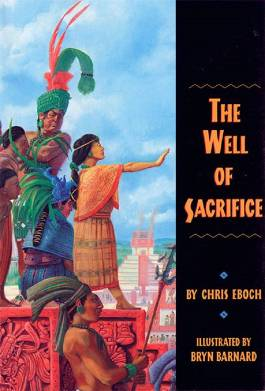 THE
WELL
OF
SACRIFICE
BY CHRIS EBOCH
ILLUSTRATED BY
BRYN BARNARD